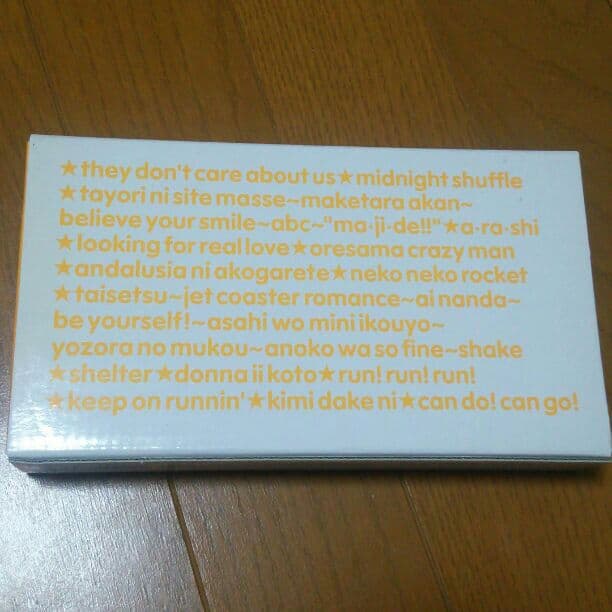 ★they don't care about us★midnight shuffle
★tayori ni site masse~maketara akan~
believe your smile~abc~"ma·ji·de!!"★a·ra·shi
★looking for real love★oresama crazy man
★andalusia ni akogarete★neko neko rocket
★taisetsu~jet coaster romance~ai nanda~
be yourself!~asahi wo mini ikouyo~
yozora no mukou~anoko wa so fine~shake
★shelter★donna ii koto★run! run! run!
★keep on runnin'★kimi dake ni★can do! can go!